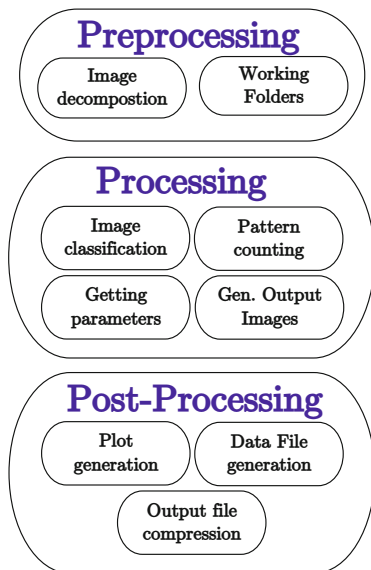 Preprocessing
Image
decompostion
Working
Folders
Processing
Image
classification
Pattern
counting
Getting
parameters
Gen. Output
Images
Post-Processing
Plot
generation
Data File
generation
Output file
compression